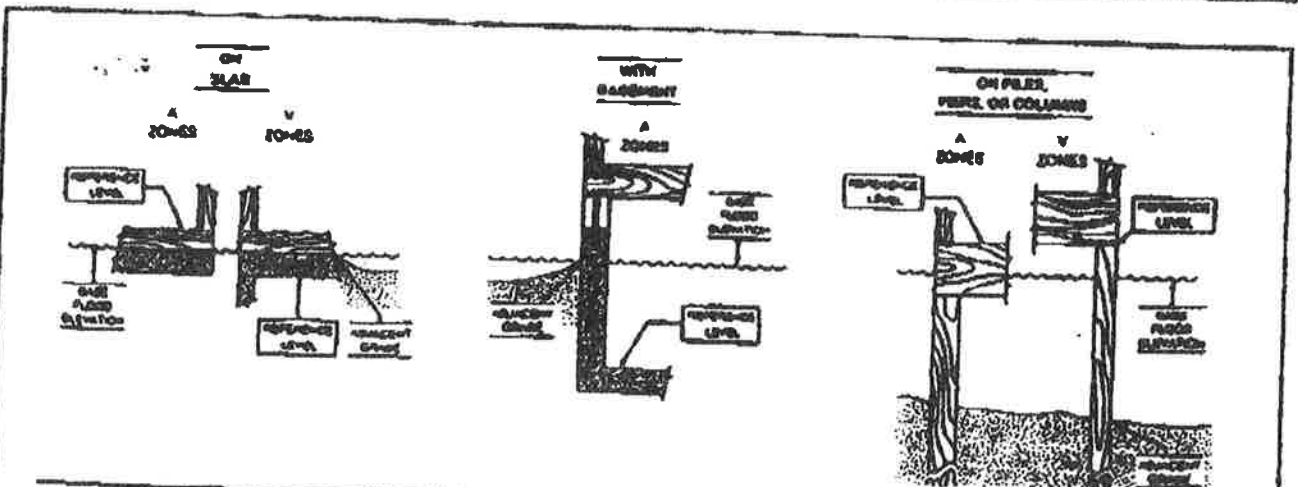 ON
SLAB
A
ZONES
V
ZONES
REFERENCE
LEVEL
BASE
FLOOD
ELEVATION
REFERENCE
LEVEL
ADJACENT
GRADE
WITH
BASEMENT
A
ZONES
BASE
FLOOD
ELEVATION
ADJACENT
GRADE
REFERENCE
LEVEL
ON PILES,
PIERS, OR COLUMNS
A
ZONES
V
ZONES
REFERENCE
LEVEL
REFERENCE
LEVEL
BASE
FLOOD
ELEVATION
ADJACENT
GRADE